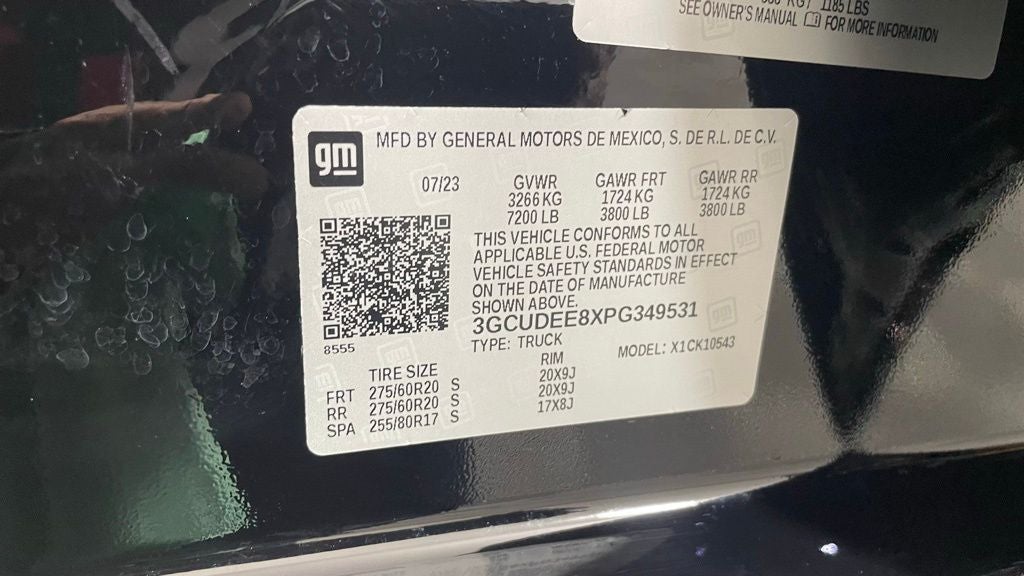 1185 LBS
SEE OWNER'S MANUAL FOR MORE INFORMATION
gm
MFD BY GENERAL MOTORS DE MEXICO, S. DE R.L. DE C.V.
07/23 GVWR GAWR FRT GAWR RR
3266 KG 1724 KG 1724 KG
7200 LB 3800 LB 3800 LB
THIS VEHICLE CONFORMS TO ALL
APPLICABLE U.S. FEDERAL MOTOR
VEHICLE SAFETY STANDARDS IN EFFECT
ON THE DATE OF MANUFACTURE
SHOWN ABOVE.
3GCUDEE8XPG349531
8555
TYPE: TRUCK MODEL: X1CK10543
TIRE SIZE RIM
FRT 275/60R20 S 20X9J
RR 275/60R20 S 20X9J
SPA 255/80R17 S 17X8J